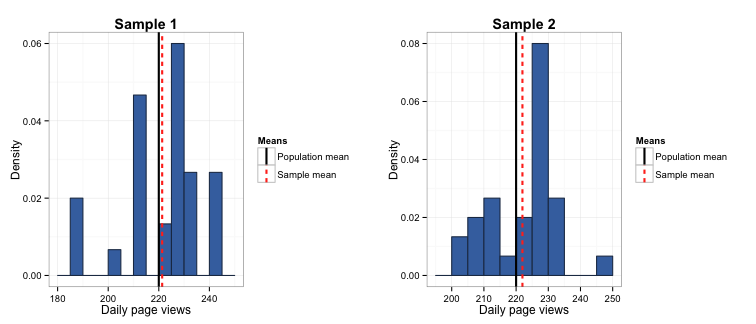 Sample 1
0.06
0.04
0.02
0.00
Density
180 200 220 240
Daily page views
Means
Population mean
Sample mean
Sample 2
0.08
0.06
0.04
0.02
0.00
Density
200 210 220 230 240 250
Daily page views
Means
Population mean
Sample mean